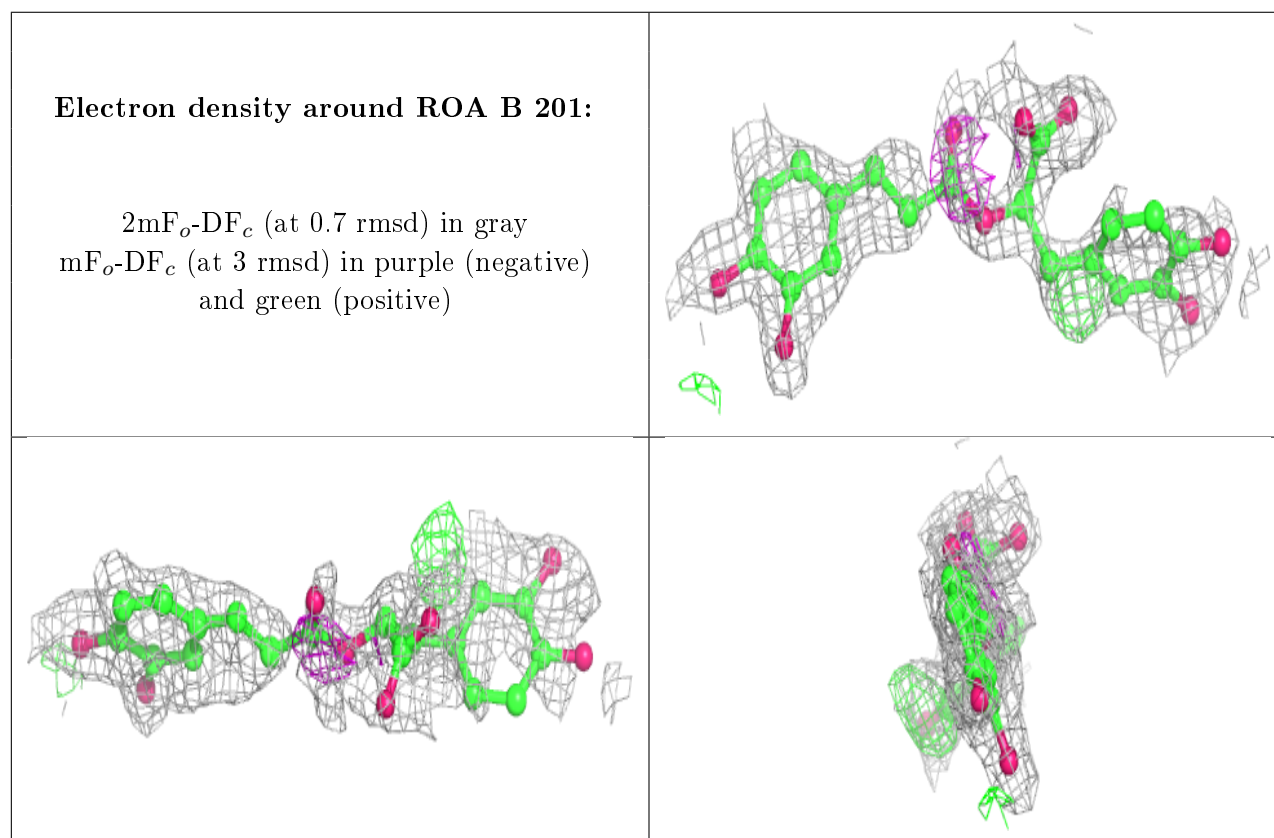 Electron density around ROA B 201:
2mFₒ-DF𝒸 (at 0.7 rmsd) in gray
mFₒ-DF𝒸 (at 3 rmsd) in purple (negative)
and green (positive)